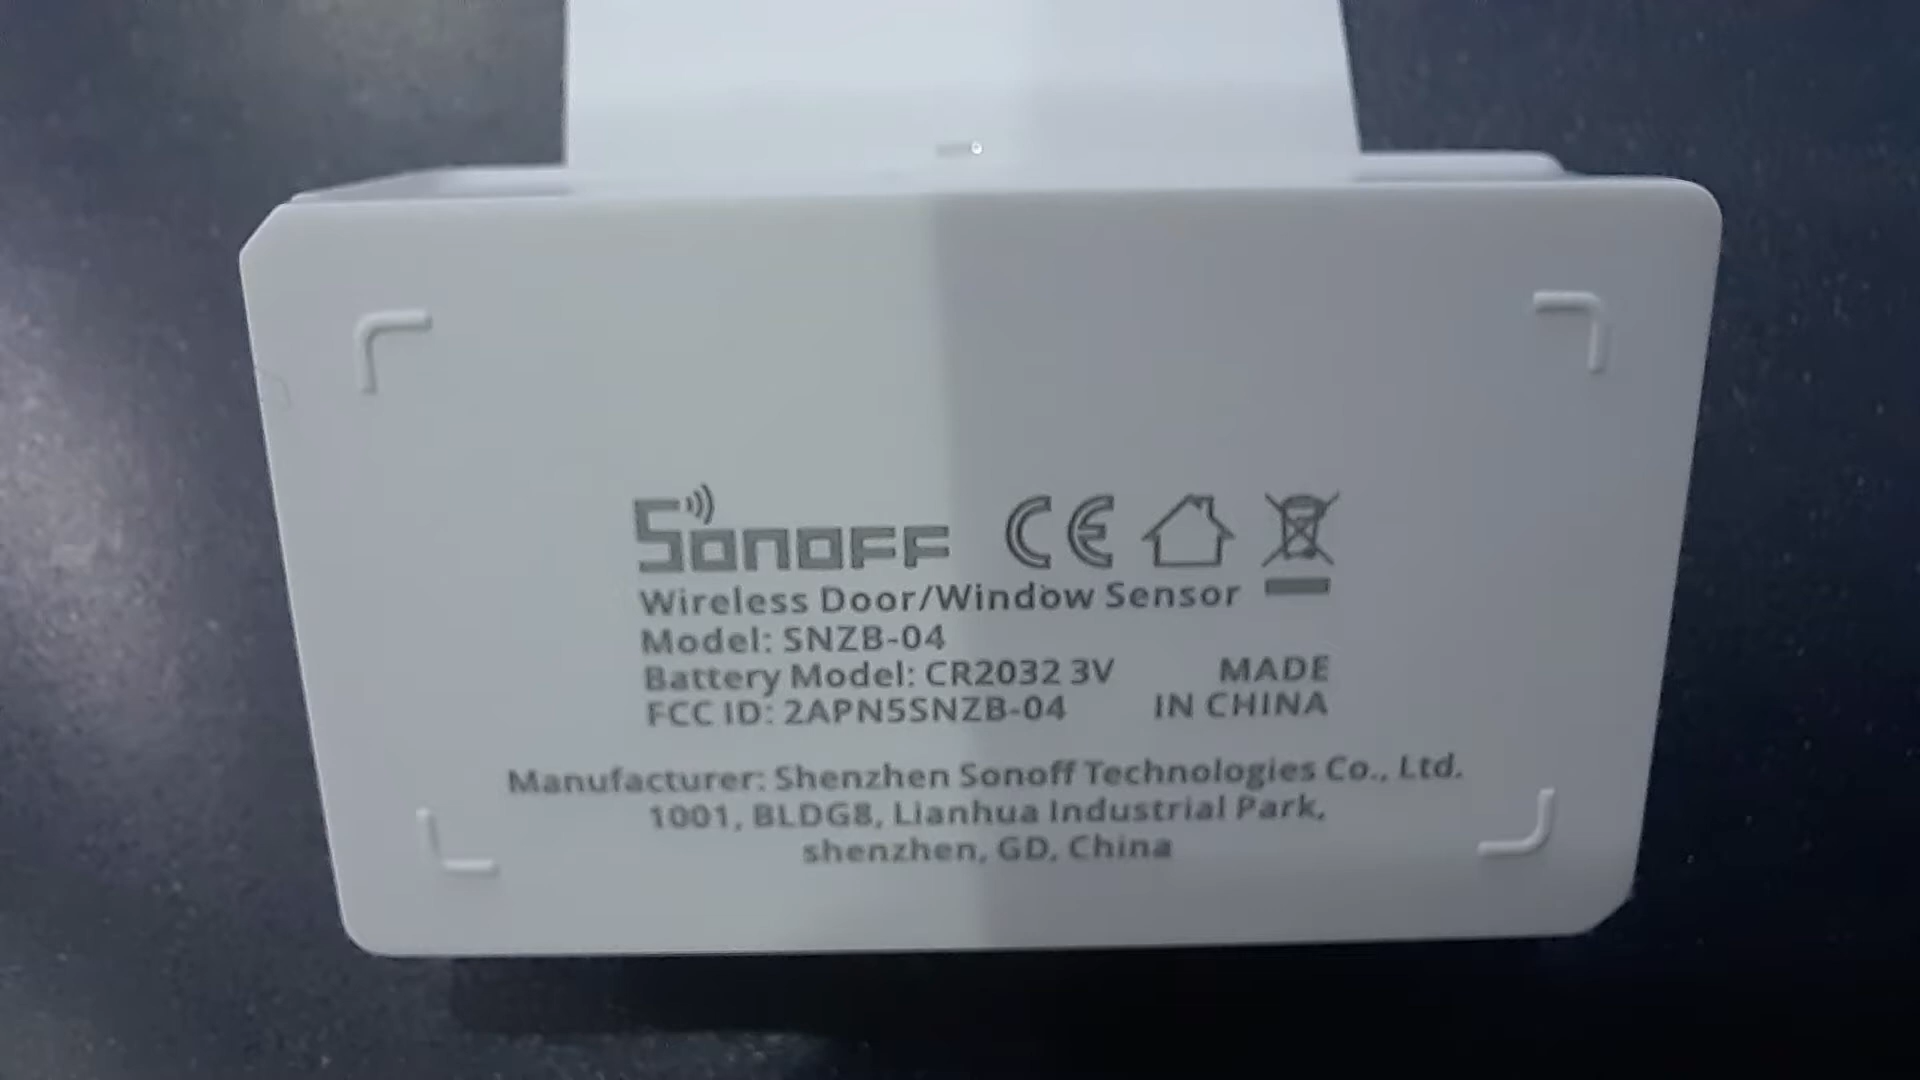 SONOFF CE
Wireless Door/Window Sensor
Model: SNZB-04
Battery Model: CR2032 3V MADE
FCC ID: 2APN5SNZB-04 IN CHINA
Manufacturer: Shenzhen Sonoff Technologies Co., Ltd.
1001, BLDG8, Lianhua Industrial Park,
shenzhen, GD, China